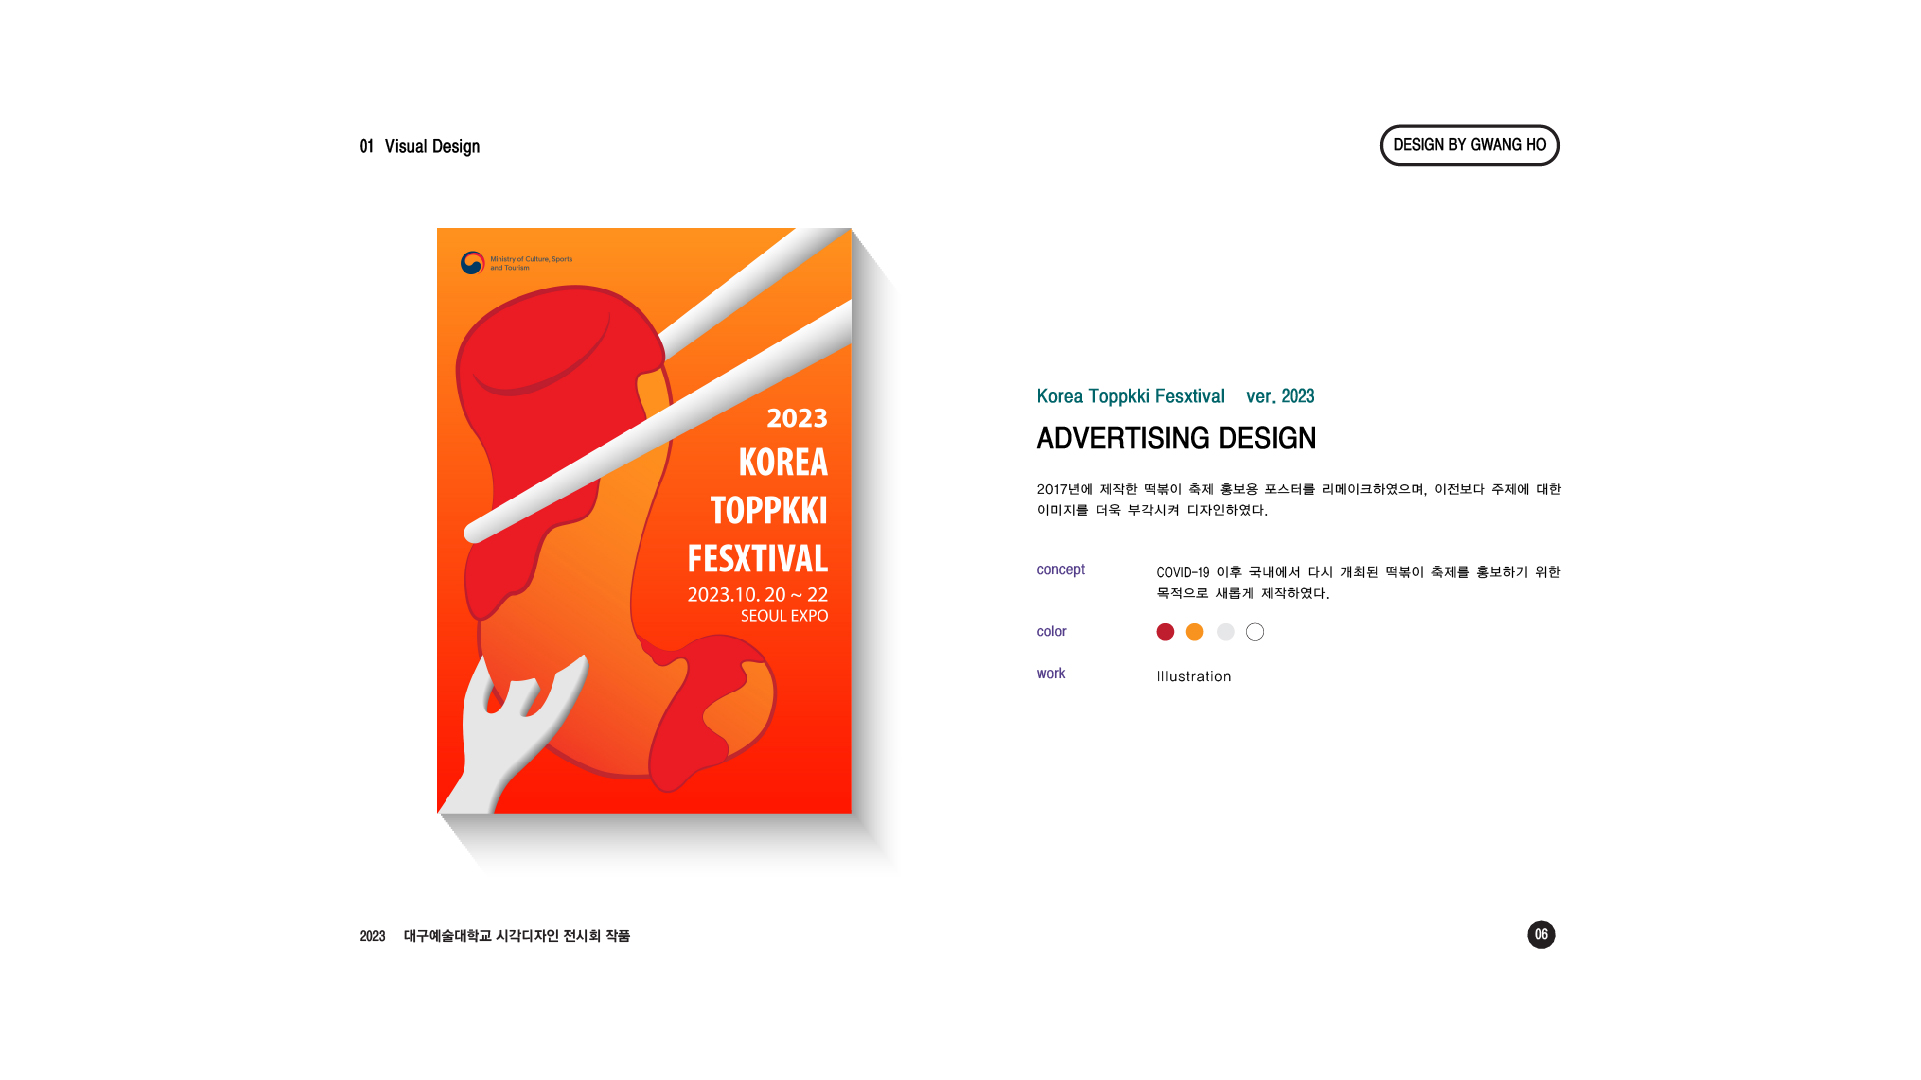 01 Visual Design
DESIGN BY GWANG HO
Ministry of Culture, Sports
and Tourism
2023
KOREA
TOPPKKI
FESXTIVAL
2023.10. 20 ~ 22
SEOUL EXPO
Korea Toppkki Fesxtival ver. 2023
ADVERTISING DESIGN
2017년에 제작한 떡볶이 축제 홍보용 포스터를 리메이크하였으며, 이전보다 주제에 대한
이미지를 더욱 부각시켜 디자인하였다.
concept
COVID-19 이후 국내에서 다시 개최된 떡볶이 축제를 홍보하기 위한
목적으로 새롭게 제작하였다.
color
work
Illustration
2023 대구예술대학교 시각디자인 전시회 작품
06